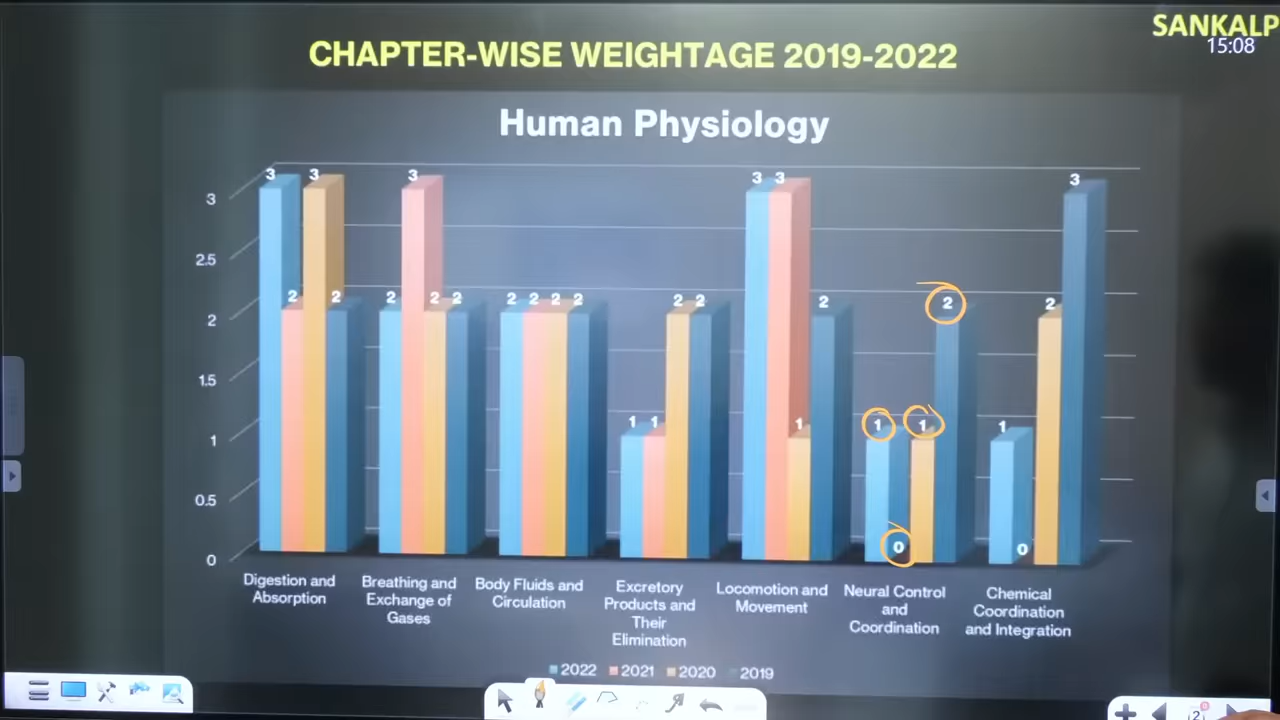 SANKALP
15:08
CHAPTER-WISE WEIGHTAGE 2019-2022
Human Physiology
3
2.5
2
1.5
1
0.5
0
3 2 3 2
2 3 2 2
2 2 2 2
1 1 2 2
3 3 1 2
1 0 1 2
1 0 2 3
Digestion and
Absorption
Breathing and
Exchange of
Gases
Body Fluids and
Circulation
Excretory
Products and
Their
Elimination
Locomotion and
Movement
Neural Control
and
Coordination
Chemical
Coordination
and Integration
2022 2021 2020 2019
2